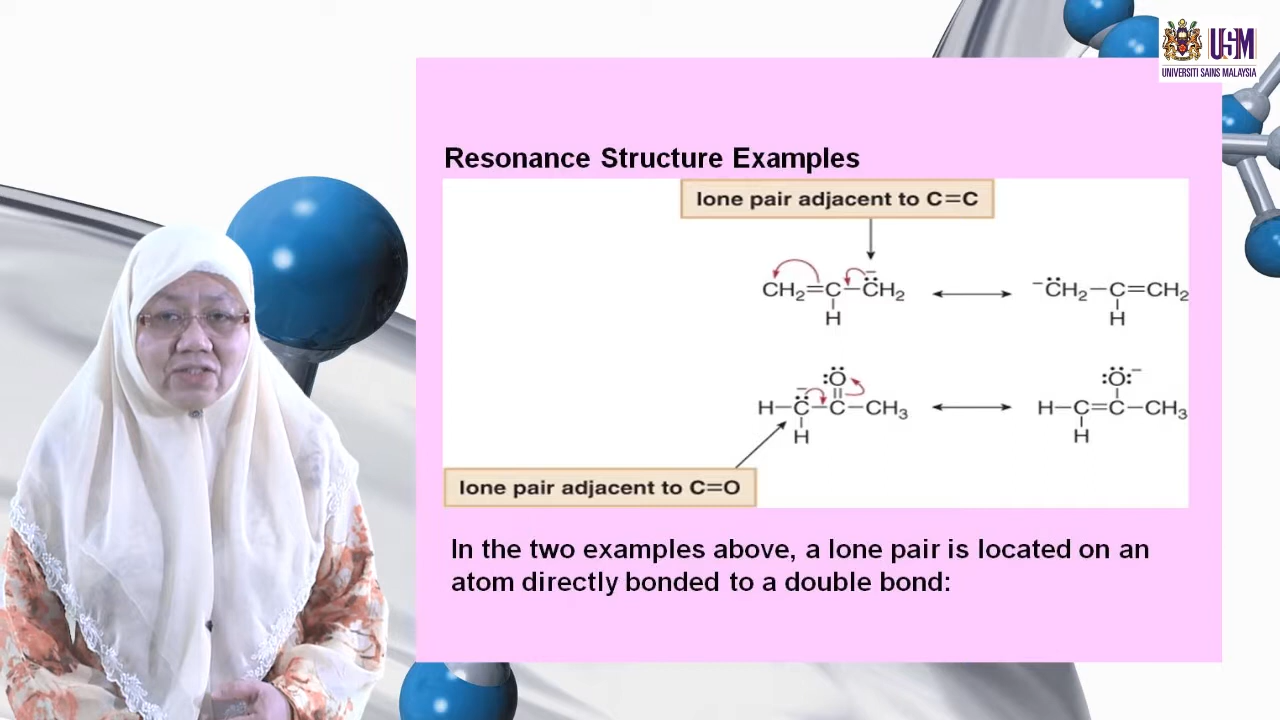 USM
UNIVERSITI SAINS MALAYSIA
Resonance Structure Examples
lone pair adjacent to C=C
CH₂=C–C̈H₂⁻ ⟷ ⁻C̈H₂–C=CH₂
H H
:Ö :Ö:⁻
H–C̈⁻–C–CH₃ ⟷ H–C=C–CH₃
H H
lone pair adjacent to C=O
In the two examples above, a lone pair is located on an
atom directly bonded to a double bond: